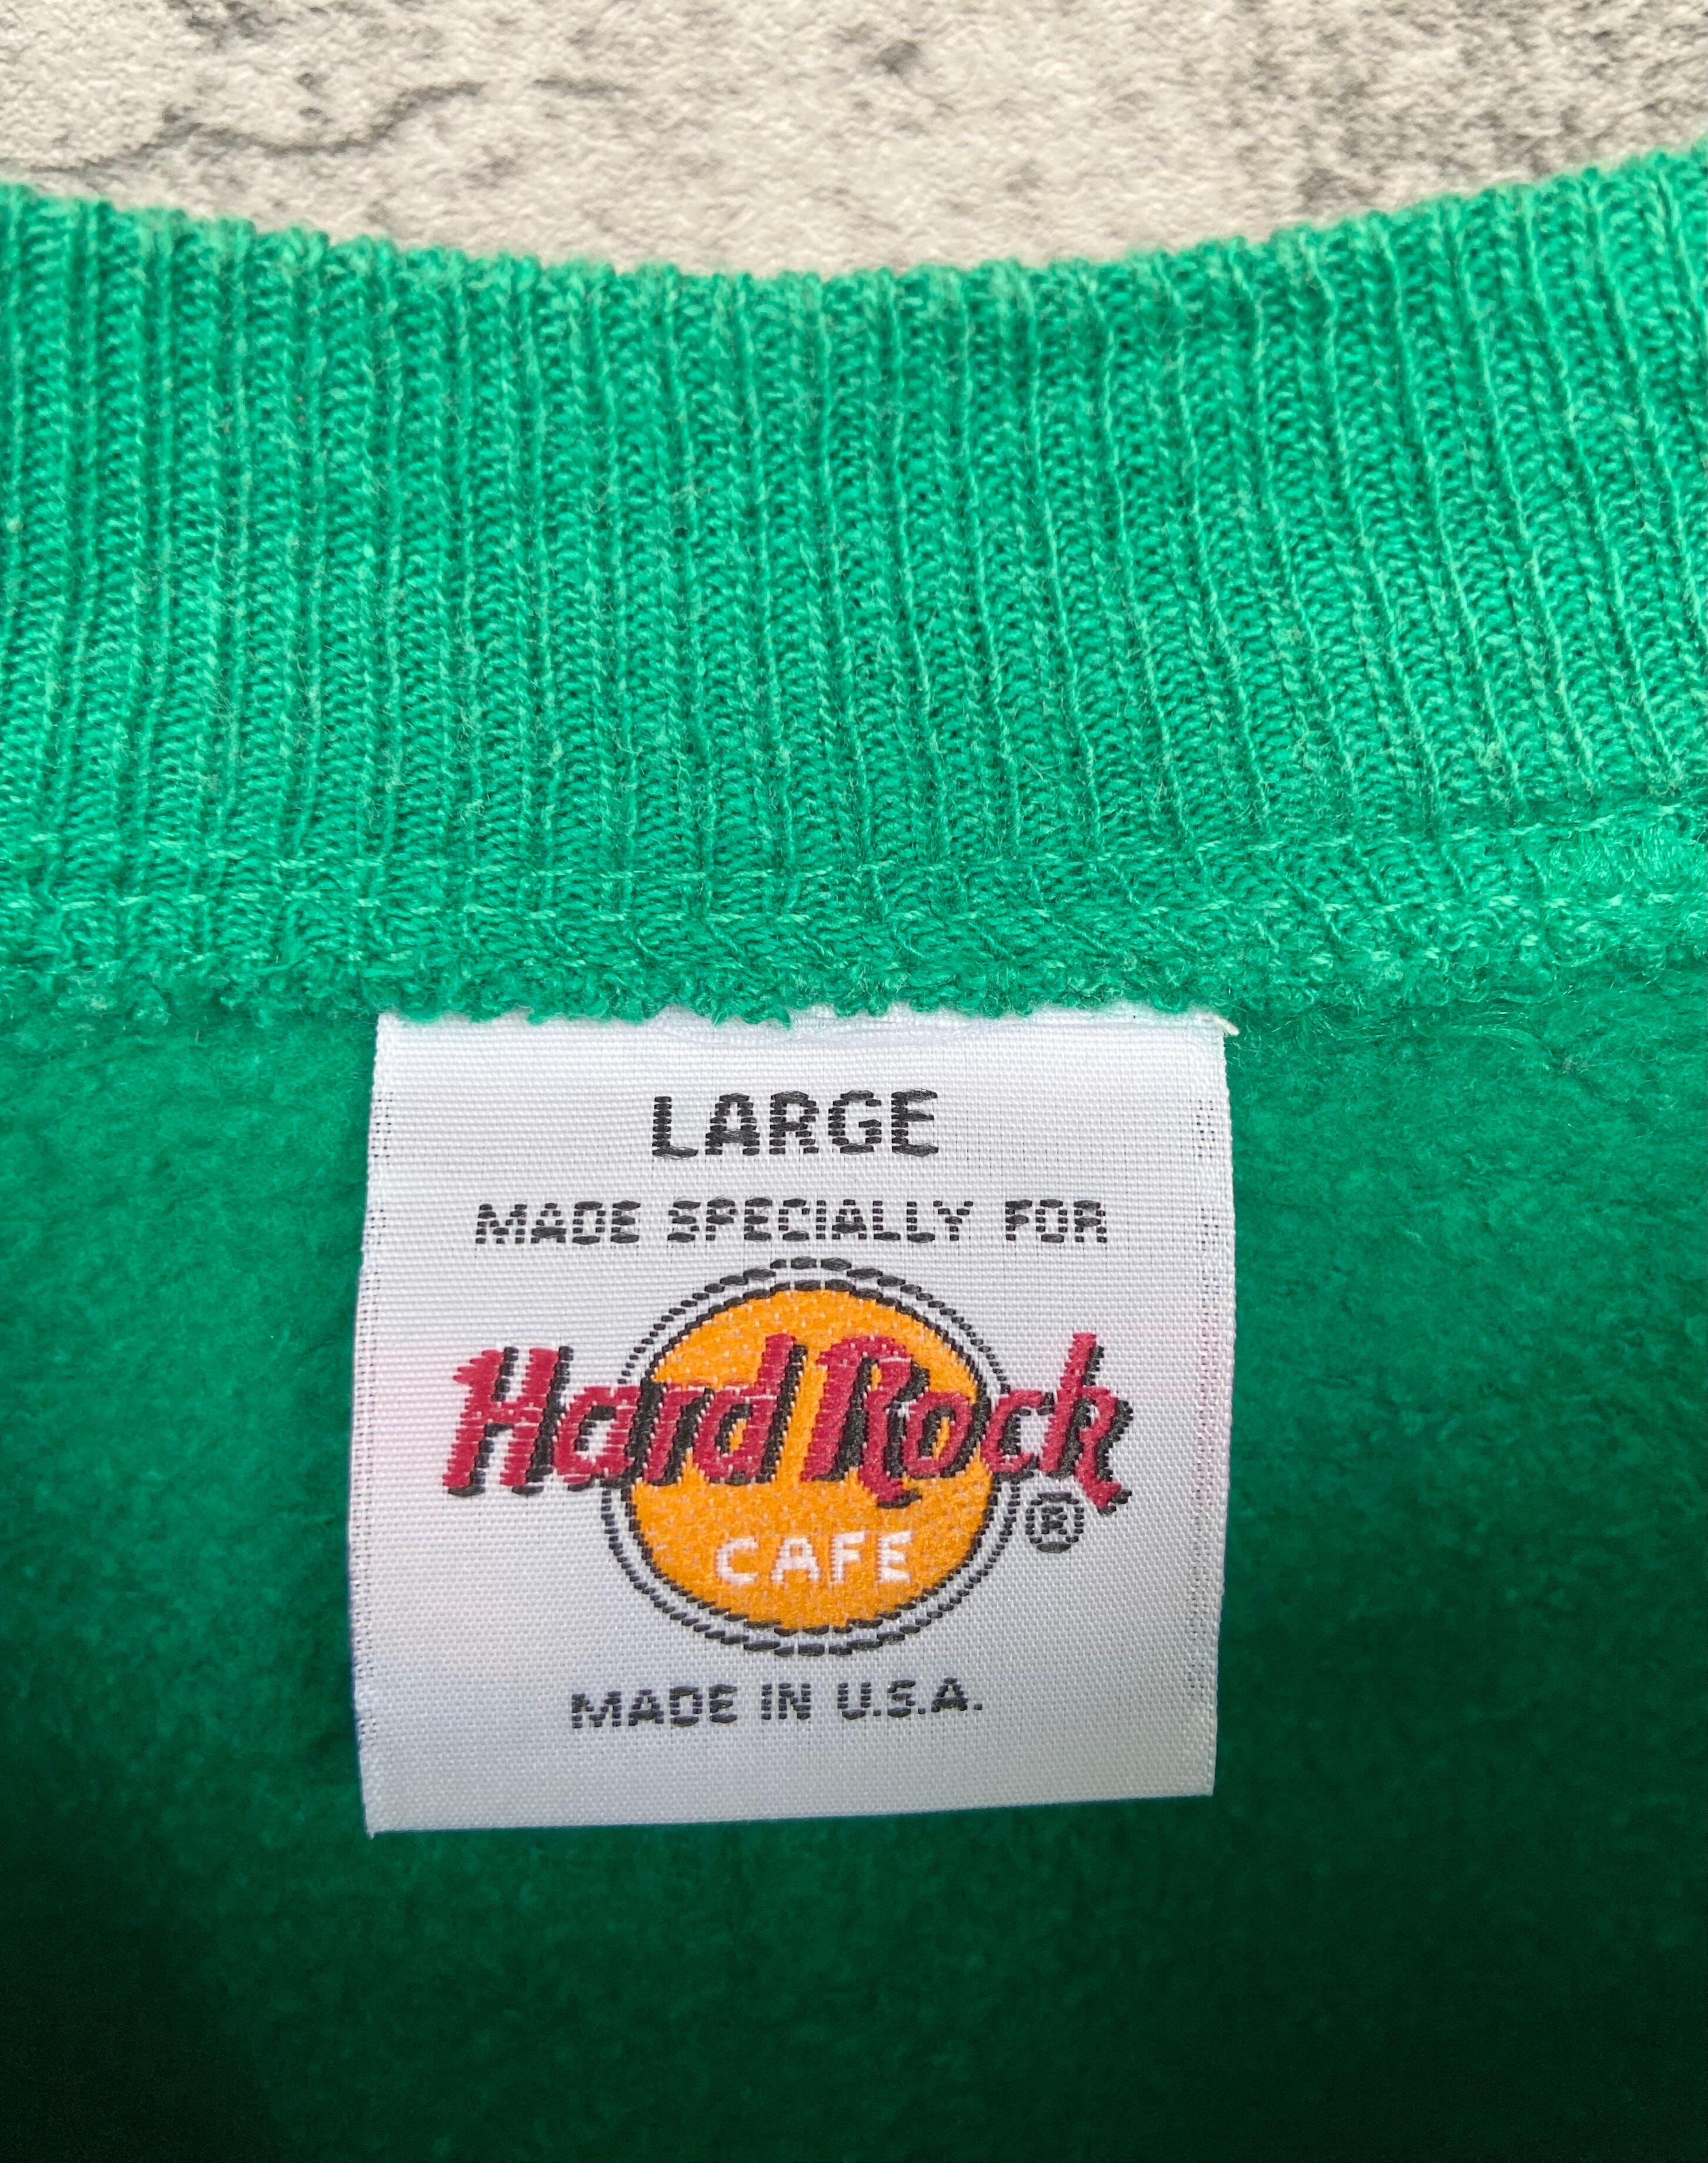 LARGE
MADE SPECIALLY FOR
Hard Rock
®
CAFE
MADE IN U.S.A.